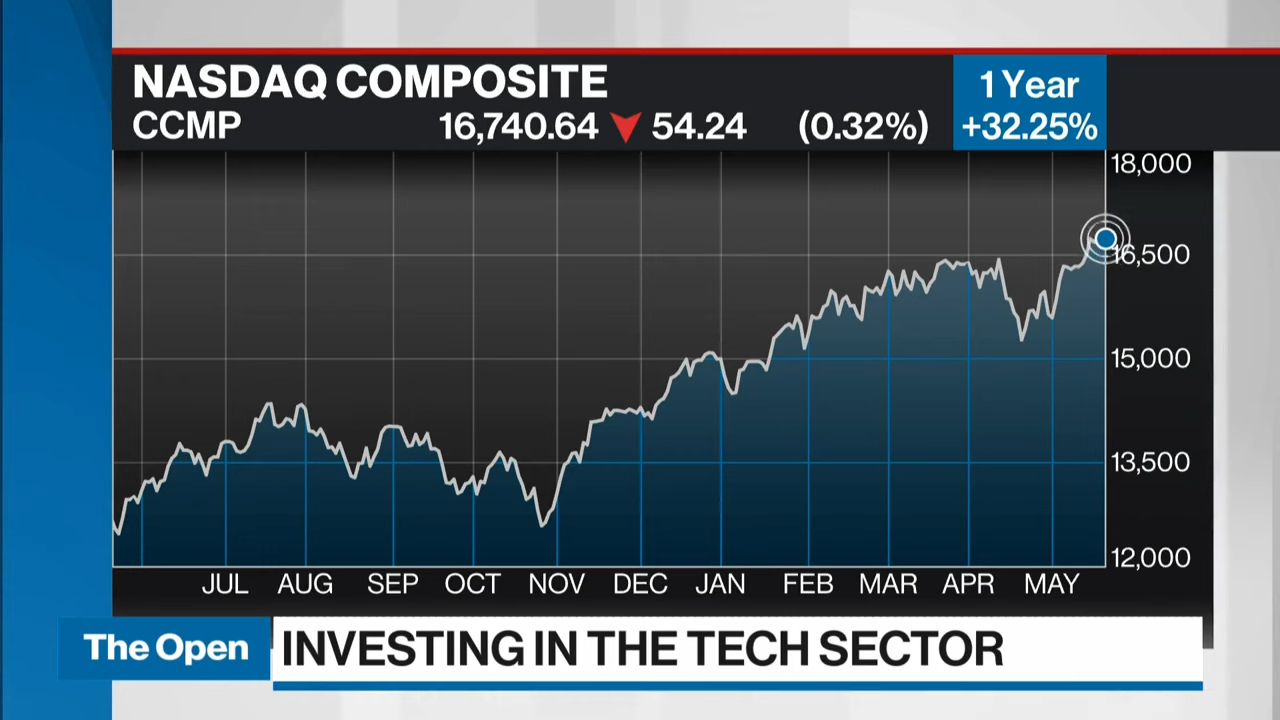 NASDAQ COMPOSITE
CCMP 16,740.64 54.24 (0.32%)
1 Year
+32.25%
18,000
16,500
15,000
13,500
12,000
JUL AUG SEP OCT NOV DEC JAN FEB MAR APR MAY
The Open
INVESTING IN THE TECH SECTOR